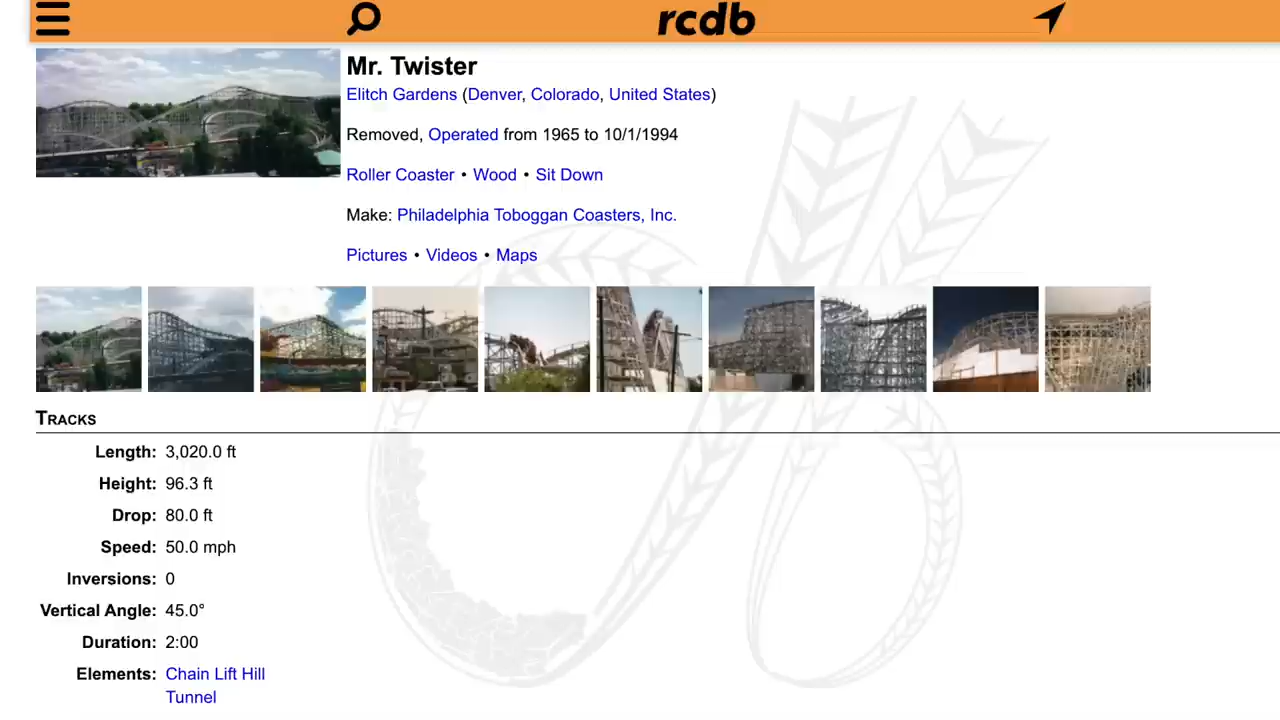 rcdb
Mr. Twister
Elitch Gardens (Denver, Colorado, United States)
Removed, Operated from 1965 to 10/1/1994
Roller Coaster • Wood • Sit Down
Make: Philadelphia Toboggan Coasters, Inc.
Pictures • Videos • Maps
Tracks
Length: 3,020.0 ft
Height: 96.3 ft
Drop: 80.0 ft
Speed: 50.0 mph
Inversions: 0
Vertical Angle: 45.0°
Duration: 2:00
Elements: Chain Lift Hill
Tunnel